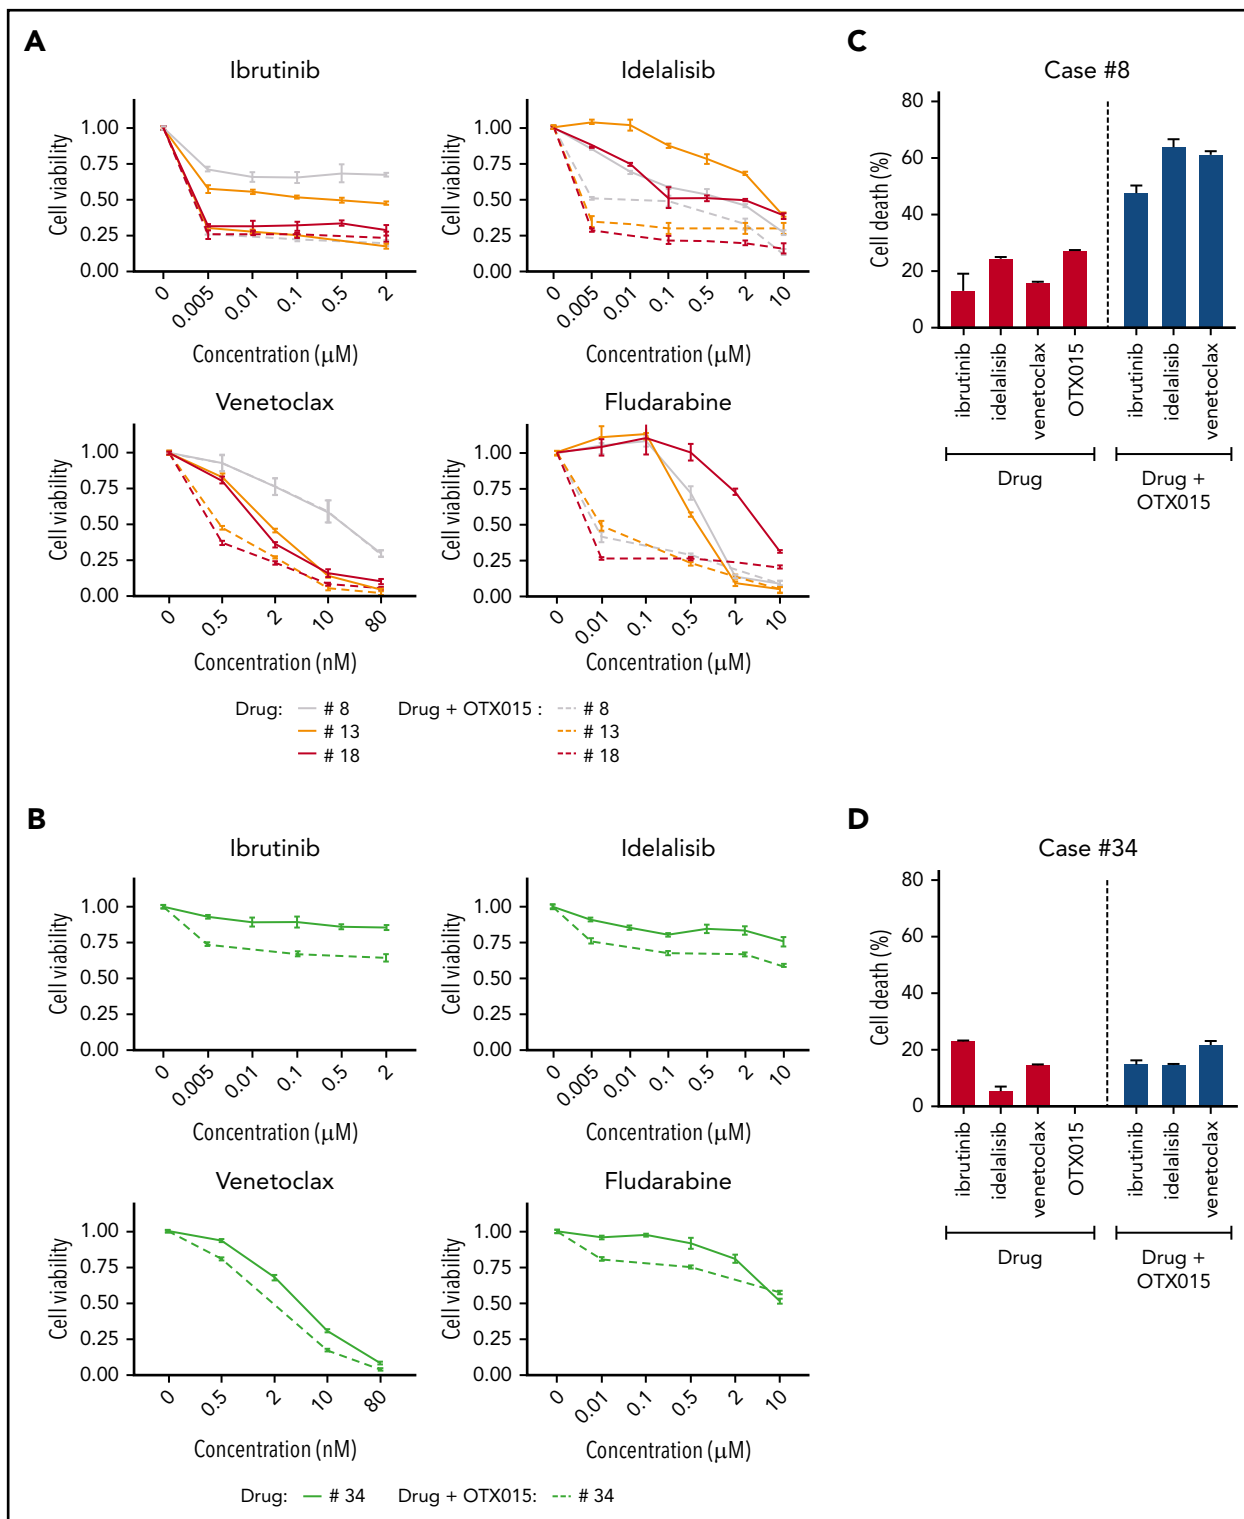 A
Ibrutinib
Cell viability
1.00
0.75
0.50
0.25
0.00
0
0.005
0.01
0.1
0.5
2
Concentration (μM)
Idelalisib
Cell viability
1.00
0.75
0.50
0.25
0.00
0
0.005
0.01
0.1
0.5
2
10
Concentration (μM)
Venetoclax
Cell viability
1.00
0.75
0.50
0.25
0.00
0
0.5
2
10
80
Concentration (nM)
Fludarabine
Cell viability
1.00
0.75
0.50
0.25
0.00
0
0.01
0.1
0.5
2
10
Concentration (μM)
Drug: # 8 Drug + OTX015 : # 8
# 13 # 13
# 18 # 18
C
Case #8
Cell death (%)
80
60
40
20
0
ibrutinib
idelalisib
venetoclax
OTX015
ibrutinib
idelalisib
venetoclax
Drug
Drug +
OTX015
B
Ibrutinib
Cell viability
1.00
0.75
0.50
0.25
0.00
0
0.005
0.01
0.1
0.5
2
Concentration (μM)
Idelalisib
Cell viability
1.00
0.75
0.50
0.25
0.00
0
0.005
0.01
0.1
0.5
2
10
Concentration (μM)
Venetoclax
Cell viability
1.00
0.75
0.50
0.25
0.00
0
0.5
2
10
80
Concentration (nM)
Fludarabine
Cell viability
1.00
0.75
0.50
0.25
0.00
0
0.01
0.1
0.5
2
10
Concentration (μM)
Drug: # 34 Drug + OTX015: # 34
D
Case #34
Cell death (%)
80
60
40
20
0
ibrutinib
idelalisib
venetoclax
OTX015
ibrutinib
idelalisib
venetoclax
Drug
Drug +
OTX015